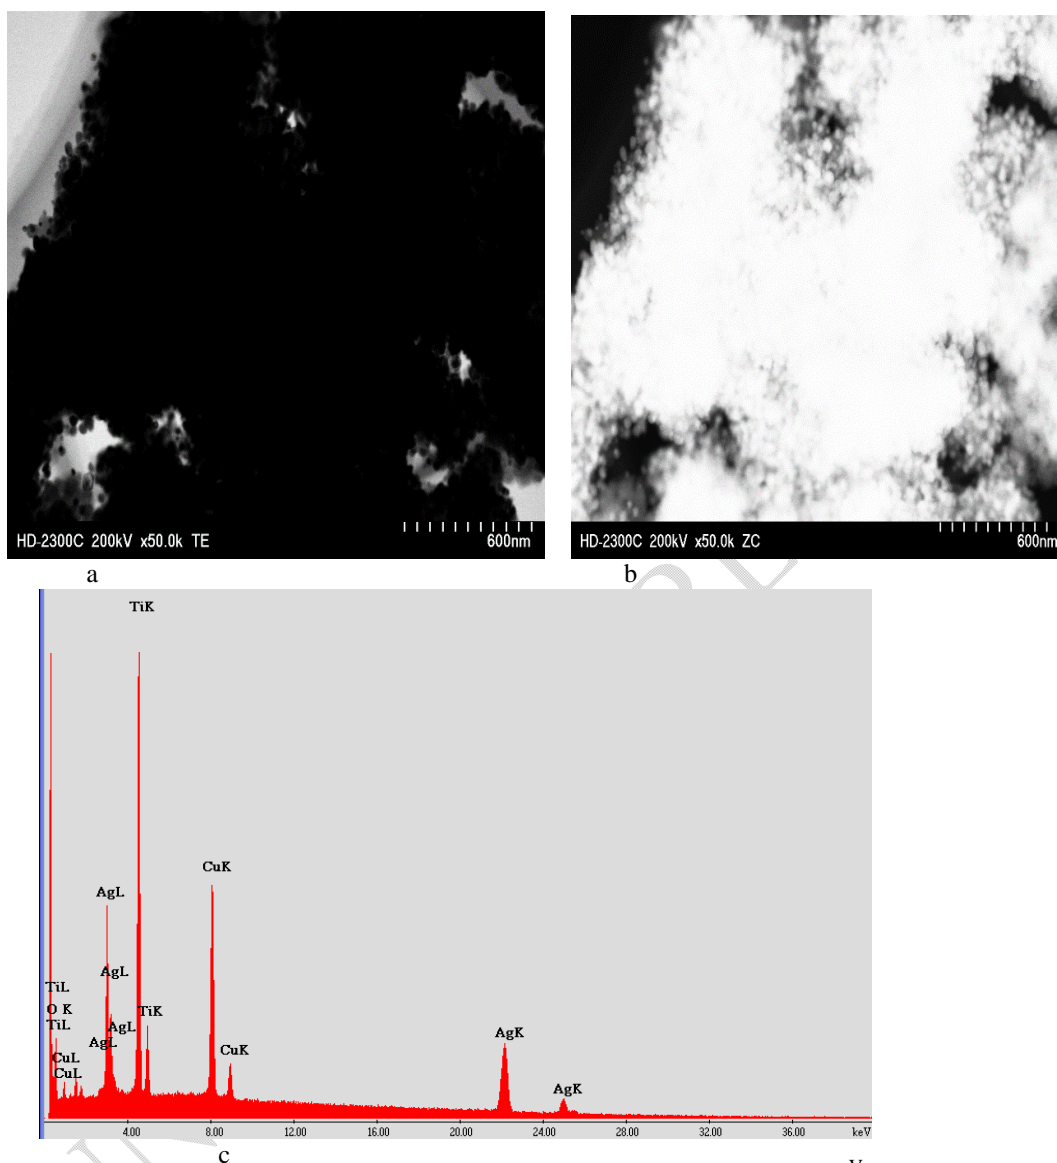 HD-2300C 200kV x50.0k TE 600nm
HD-2300C 200kV x50.0k ZC 600nm
a
b
TiK
CuK
AgL
AgL
TiL
O K
TiK
TiL
AgL
AgK
AgL
CuK
CuL
CuL
AgK
4.00 8.00 12.00 16.00 20.00 24.00 28.00 32.00 36.00 keV
c